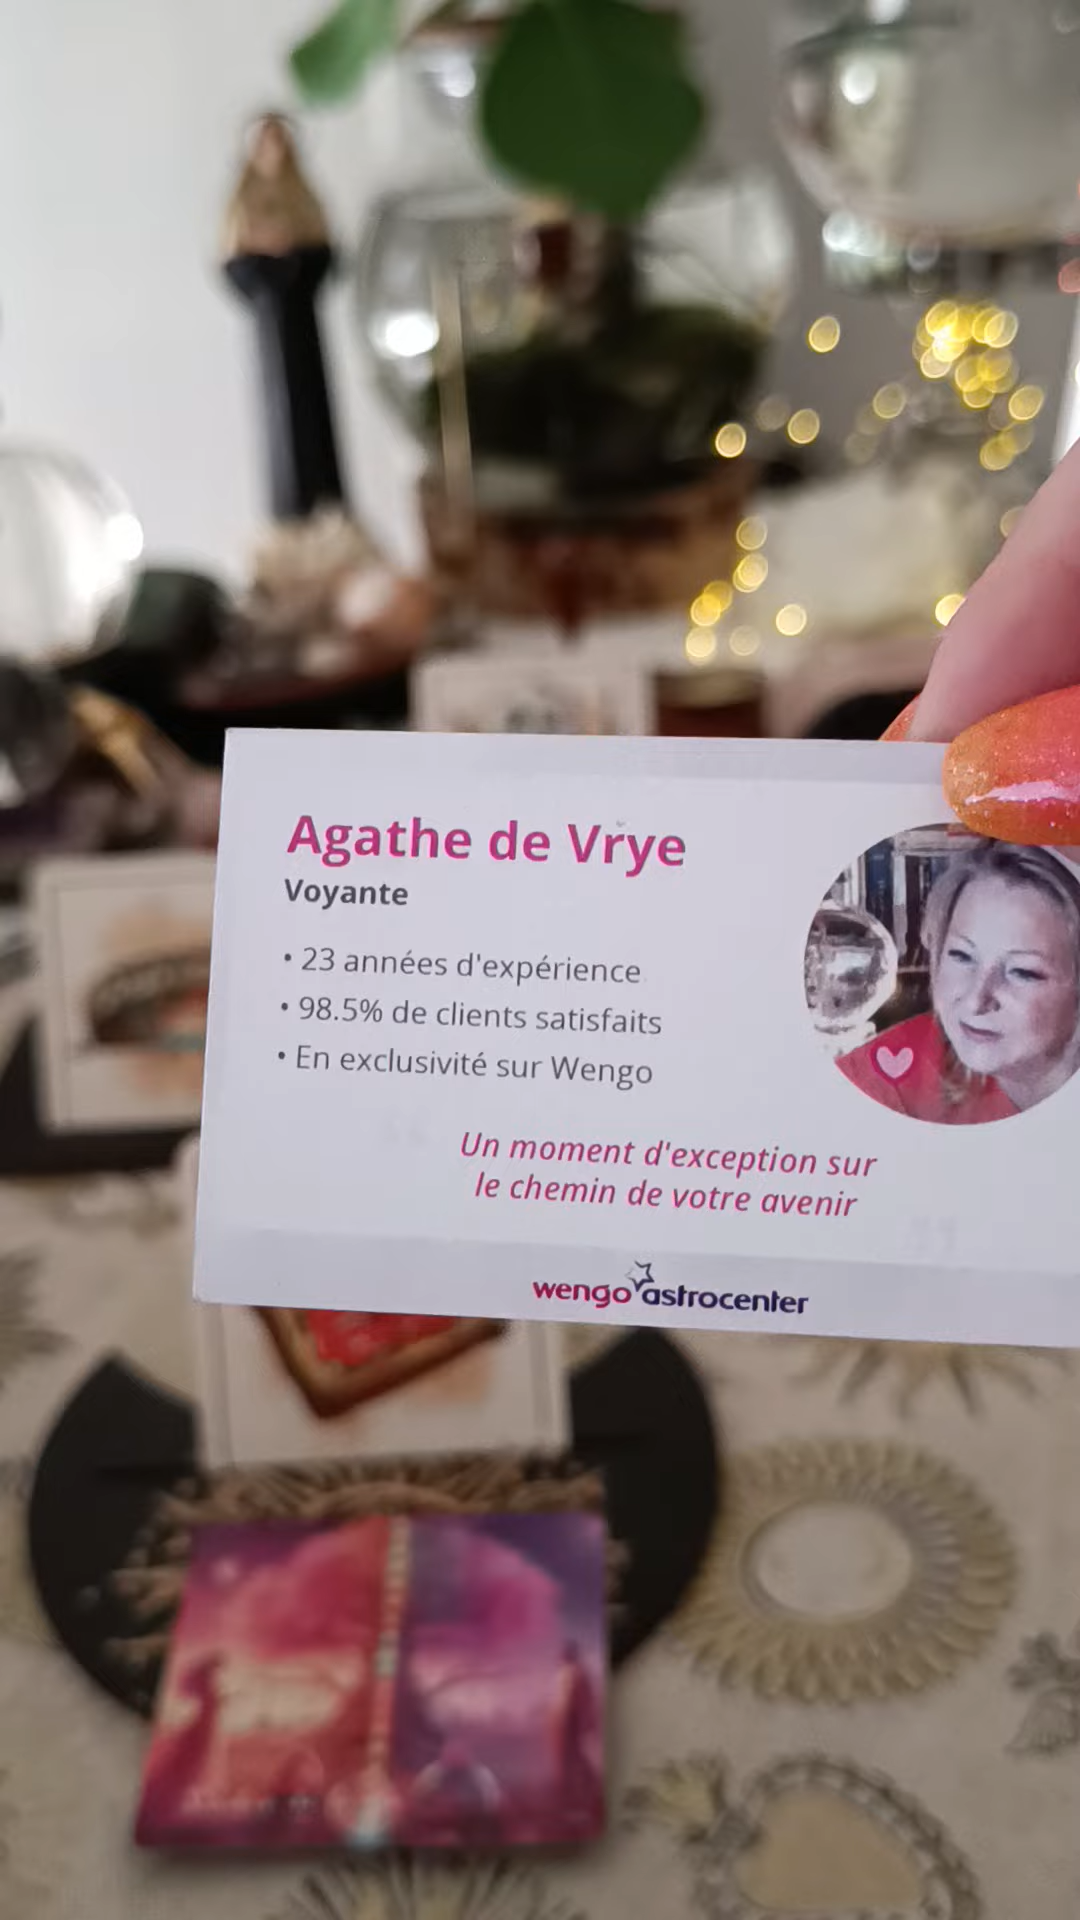 Agathe de Vrye
Voyante
• 23 années d'expérience
• 98.5% de clients satisfaits
• En exclusivité sur Wengo
Un moment d'exception sur
le chemin de votre avenir
wengo astrocenter